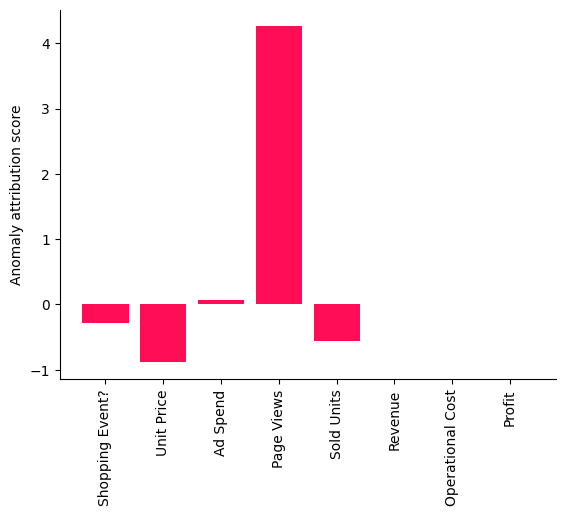 Anomaly attribution score
4
3
2
1
0
−1
Shopping Event?
Unit Price
Ad Spend
Page Views
Sold Units
Revenue
Operational Cost
Profit